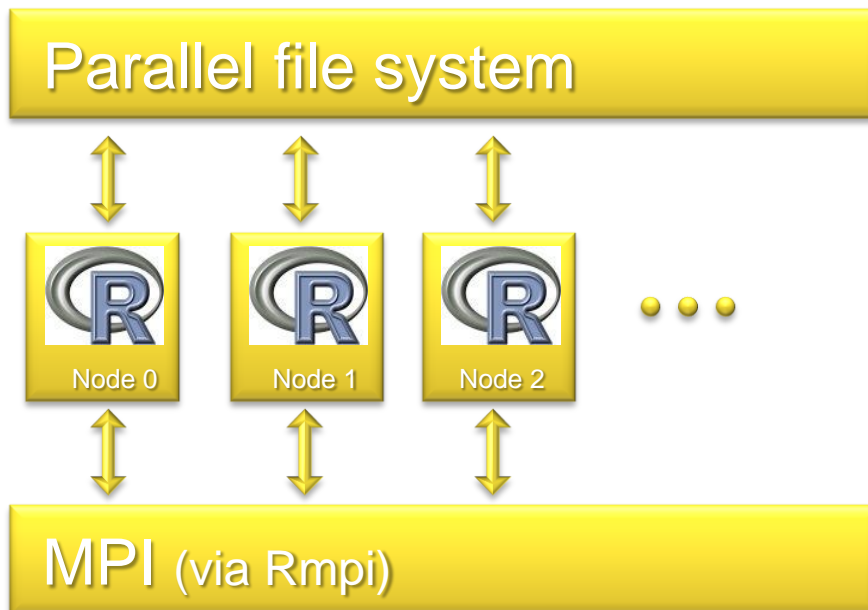 Parallel file system
R
R
R
Node 0
Node 1
Node 2
MPI (via Rmpi)